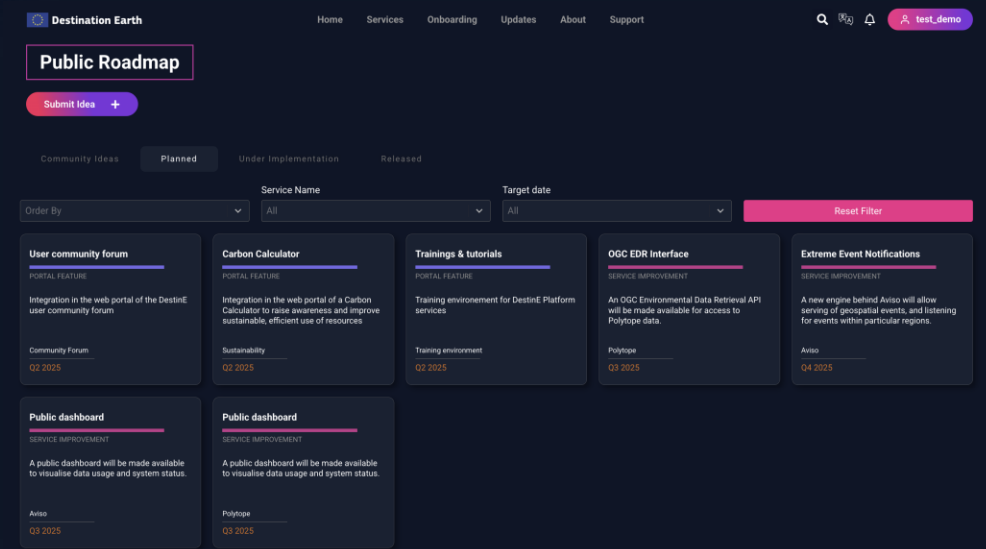 Destination Earth
Home
Services
Onboarding
Updates
About
Support
test_demo
Public Roadmap
Submit Idea +
Community Ideas
Planned
Under Implementation
Released
Service Name
Target date
Order By
All
All
Reset Filter
User community forum
PORTAL FEATURE
Integration in the web portal of the DestinE
user community forum
Community Forum
Q2 2025
Carbon Calculator
PORTAL FEATURE
Integration in the web portal of a Carbon
Calculator to raise awareness and improve
sustainable, efficient use of resources
Sustainability
Q2 2025
Trainings & tutorials
PORTAL FEATURE
Training environement for DestinE Platform
services
Training environment
Q2 2025
OGC EDR Interface
SERVICE IMPROVEMENT
An OGC Environmental Data Retrieval API
will be made available for access to
Polytope data.
Polytope
Q3 2025
Extreme Event Notifications
SERVICE IMPROVEMENT
A new engine behind Aviso will allow
serving of geospatial events, and listening
for events within particular regions.
Aviso
Q4 2025
Public dashboard
SERVICE IMPROVEMENT
A public dashboard will be made available
to visualise data usage and system status.
Aviso
Q3 2025
Public dashboard
SERVICE IMPROVEMENT
A public dashboard will be made available
to visualise data usage and system status.
Polytope
Q3 2025